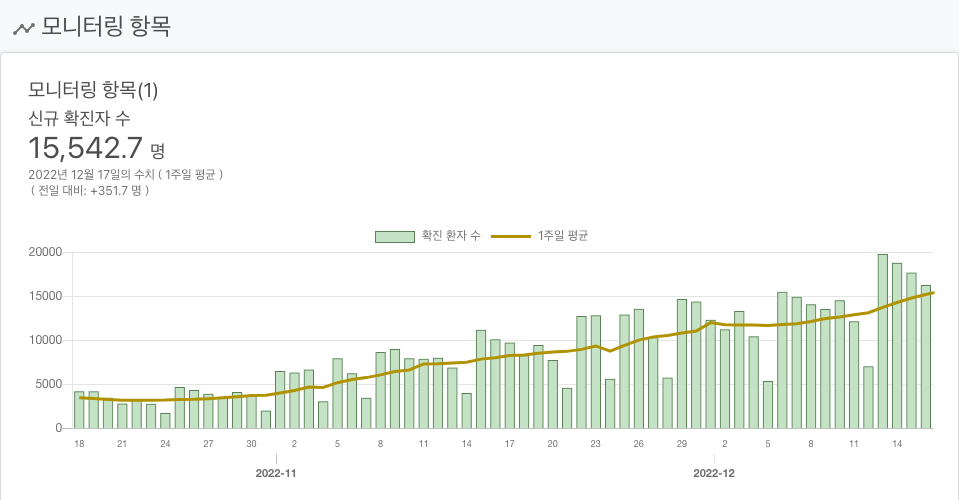 모니터링 항목
모니터링 항목(1)
신규 확진자 수
15,542.7 명
2022년 12월 17일의 수치 ( 1주일 평균 )
( 전일 대비: +351.7 명 )
확진 환자 수 1주일 평균
20000
15000
10000
5000
0
18 21 24 27 30 2 5 8 11 14 17 20 23 26 29 2 5 8 11 14
2022-11 2022-12